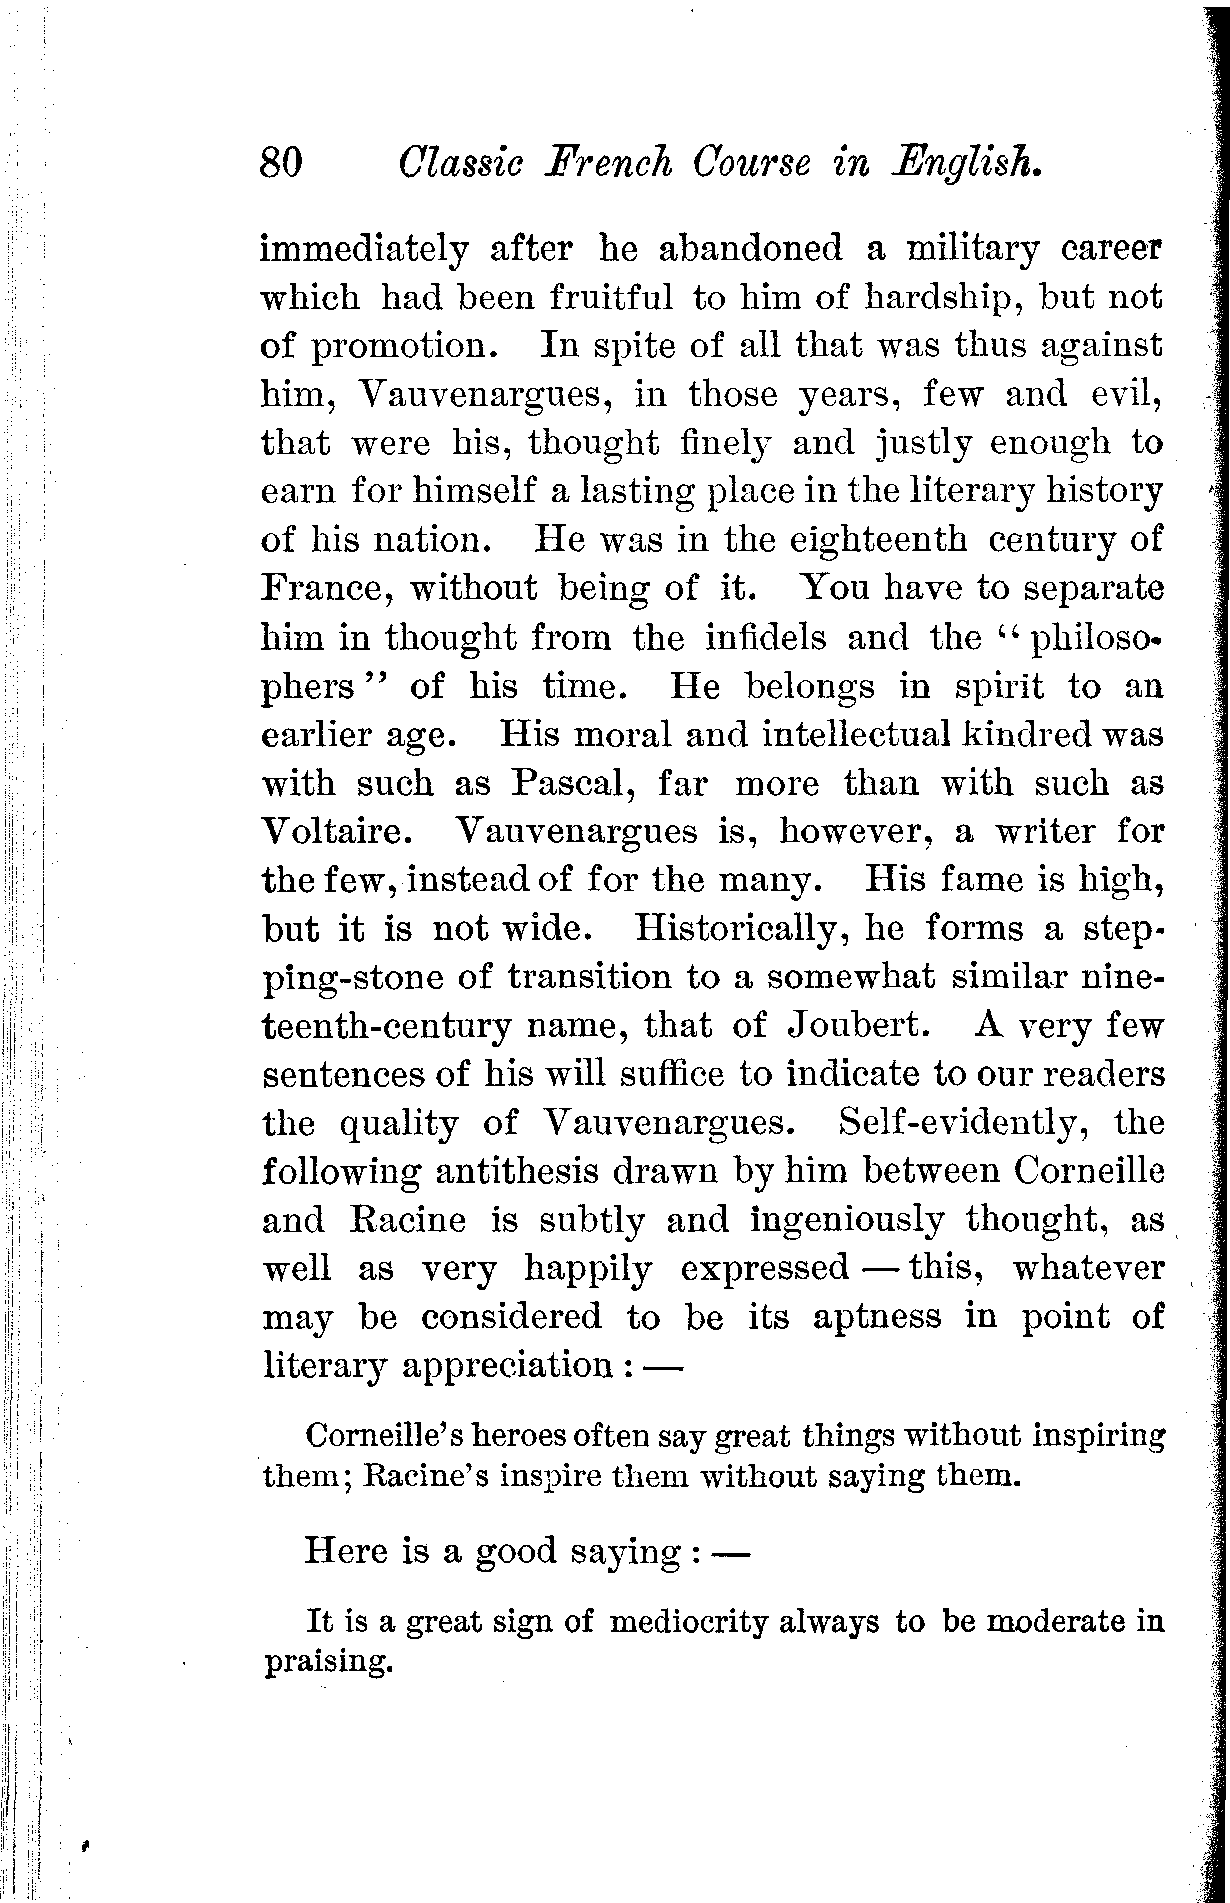 80 Classic French Course in English.
immediately after he abandoned a military career
which had been fruitful to him of hardship, but not
of promotion. In spite of all that was thus against
him, Vauvenargues, in those years, few and evil,
that were his, thought finely and justly enough to
earn for himself a lasting place in the literary history
of his nation. He was in the eighteenth century of
France, without being of it. You have to separate
him in thought from the infidels and the “ philoso-
phers ” of his time. He belongs in spirit to an
earlier age. His moral and intellectual kindred was
with such as Pascal, far more than with such as
Voltaire. Vauvenargues is, however, a writer for
the few, instead of for the many. His fame is high,
but it is not wide. Historically, he forms a step-
ping-stone of transition to a somewhat similar nine-
teenth-century name, that of Joubert. A very few
sentences of his will suffice to indicate to our readers
the quality of Vauvenargues. Self-evidently, the
following antithesis drawn by him between Corneille
and Racine is subtly and ingeniously thought, as
well as very happily expressed — this, whatever
may be considered to be its aptness in point of
literary appreciation : —
Corneille's heroes often say great things without inspiring
them; Racine's inspire them without saying them.
Here is a good saying : —
It is a great sign of mediocrity always to be moderate in
praising.